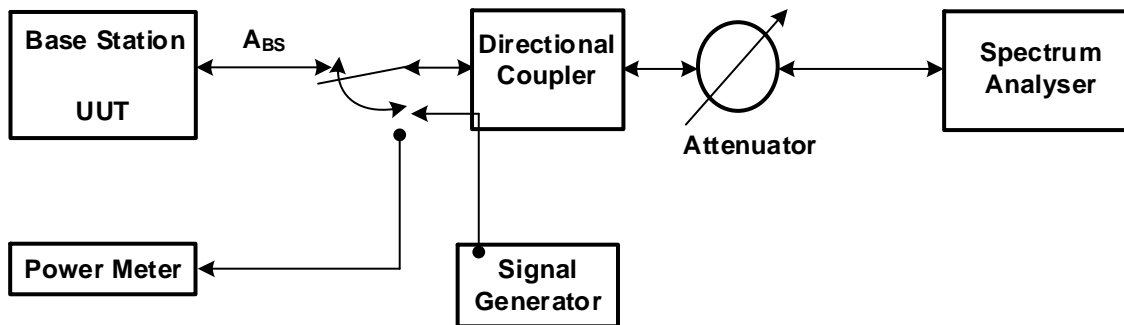 Base Station
UUT
ABS
Directional
Coupler
Attenuator
Spectrum
Analyser
Power Meter
Signal
Generator